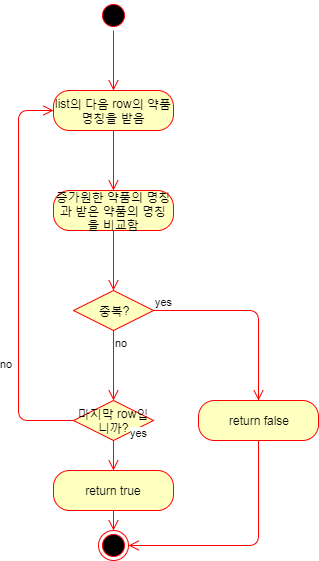 list의 다음 row의 약품
명칭을 받음
증가원한 약품의 명칭
과 받은 약품의 명칭
을 비교함
중복?
yes
no
no
마지막 row입
니까?
yes
return false
return true